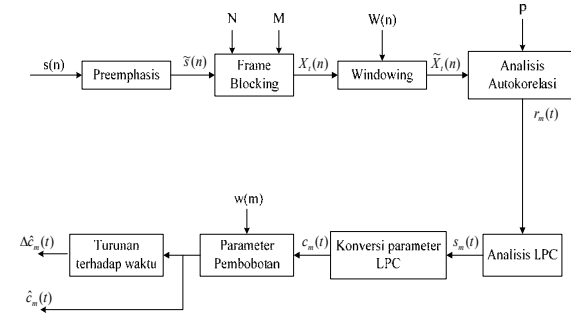 N M W(n) p
s(n) Preemphasis s̃(n) Frame Blocking X_t(n) Windowing X̃_t(n) Analisis Autokorelasi
r_m(t)
w(m)
Δĉ_m(t) Turunan terhadap waktu Parameter Pembobotan c_m(t) Konversi parameter LPC s_m(t) Analisis LPC
ĉ_m(t)